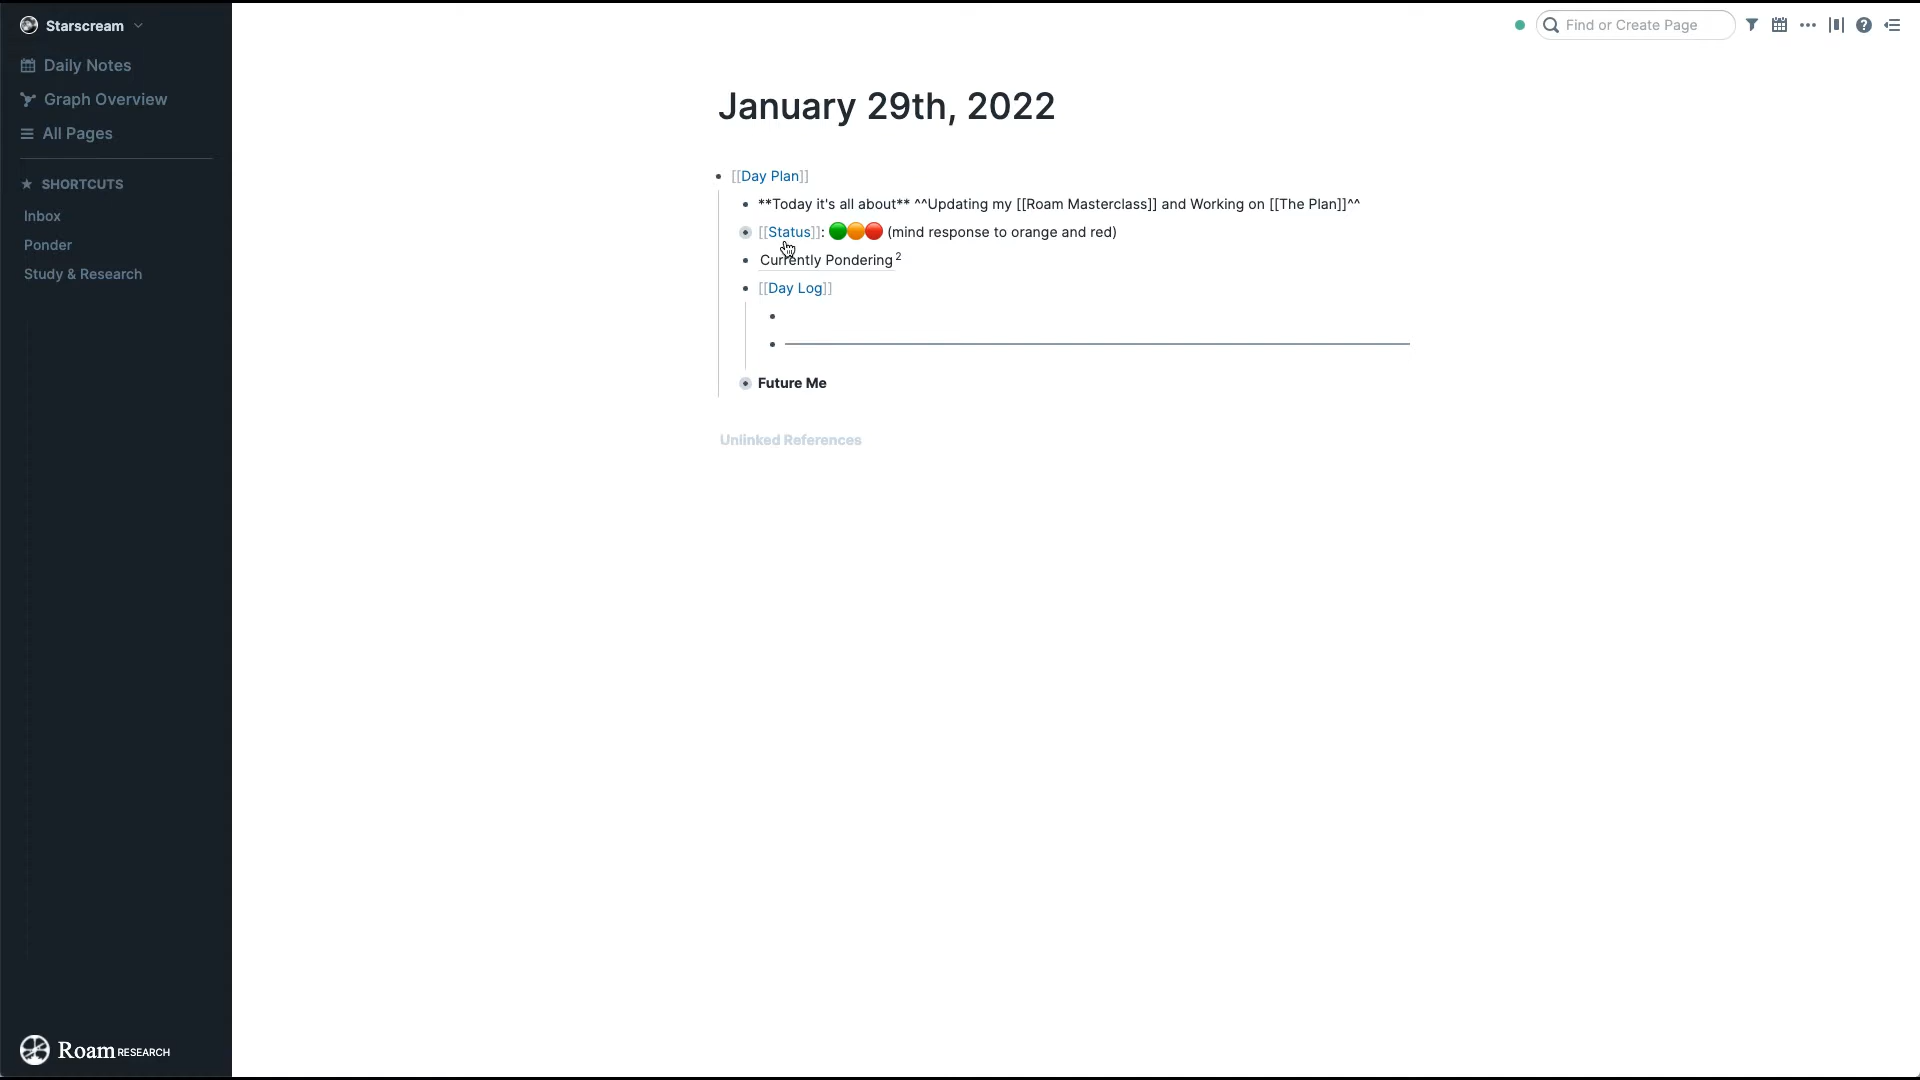 Starscream
Find or Create Page
Daily Notes
Graph Overview
All Pages
SHORTCUTS
Inbox
Ponder
Study & Research
January 29th, 2022
[[Day Plan]]
**Today it's all about** ^^Updating my [[Roam Masterclass]] and Working on [[The Plan]]^^
[[Status]]: 🟢🟠🔴 (mind response to orange and red)
Currently Pondering 2
[[Day Log]]
Future Me
Unlinked References
Roam RESEARCH